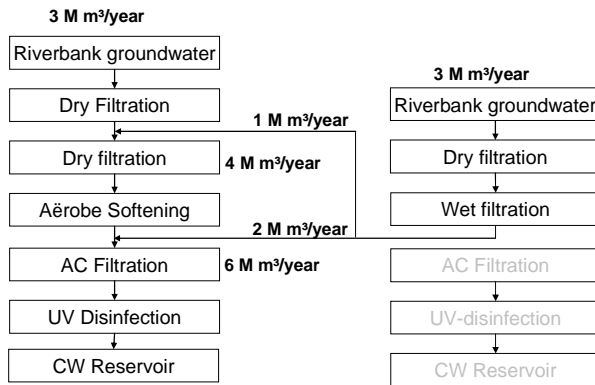 3 M m³/year
Riverbank groundwater
Dry Filtration
1 M m³/year
Dry filtration
4 M m³/year
Aërobe Softening
2 M m³/year
AC Filtration
6 M m³/year
UV Disinfection
CW Reservoir
3 M m³/year
Riverbank groundwater
Dry filtration
Wet filtration
AC Filtration
UV-disinfection
CW Reservoir